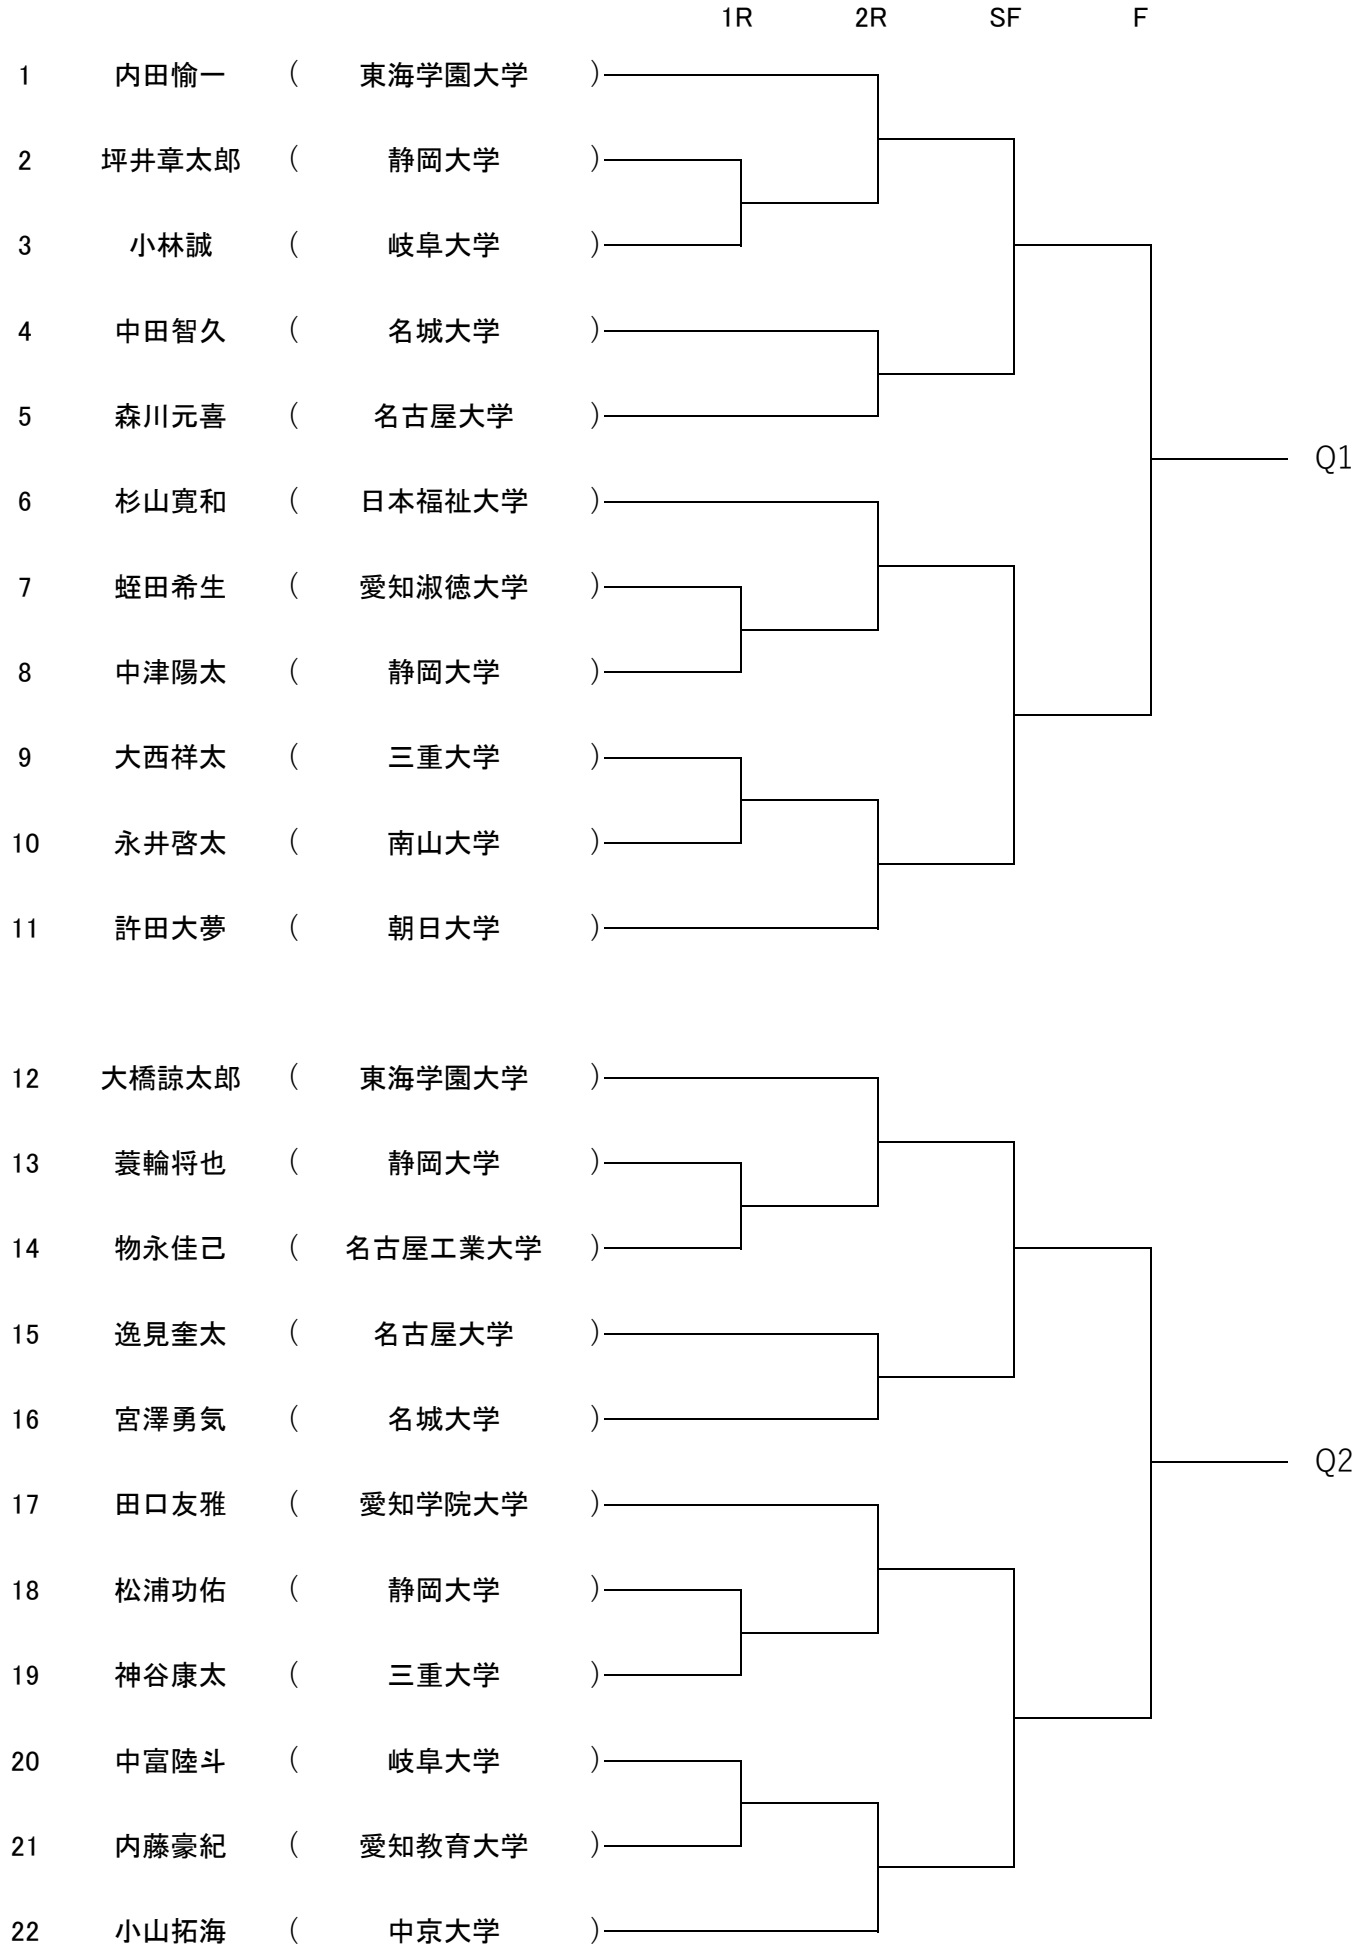 1R 2R SF F
1 内田愉一 ( 東海学園大学 )
2 坪井章太郎 ( 静岡大学 )
3 小林誠 ( 岐阜大学 )
4 中田智久 ( 名城大学 )
5 森川元喜 ( 名古屋大学 )
Q1
6 杉山寛和 ( 日本福祉大学 )
7 蛭田希生 ( 愛知淑徳大学 )
8 中津陽太 ( 静岡大学 )
9 大西祥太 ( 三重大学 )
10 永井啓太 ( 南山大学 )
11 許田大夢 ( 朝日大学 )
12 大橋諒太郎 ( 東海学園大学 )
13 蓑輪将也 ( 静岡大学 )
14 物永佳己 ( 名古屋工業大学 )
15 逸見奎太 ( 名古屋大学 )
16 宮澤勇気 ( 名城大学 )
Q2
17 田口友雅 ( 愛知学院大学 )
18 松浦功佑 ( 静岡大学 )
19 神谷康太 ( 三重大学 )
20 中富陸斗 ( 岐阜大学 )
21 内藤豪紀 ( 愛知教育大学 )
22 小山拓海 ( 中京大学 )